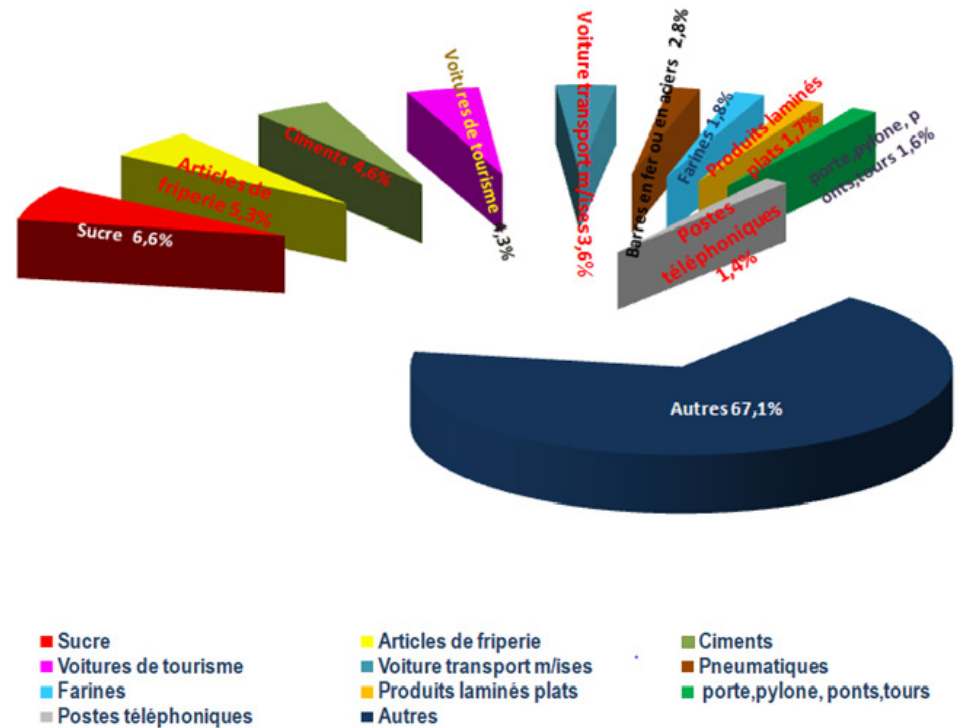 Sucre 6,6%
Articles de
friperie 5,3%
Ciments 4,6%
Voitures de tourisme 4,3%
Voiture transport m/ises 3,6%
Barres en fer ou en aciers 2,8%
Farines 1,8%
Produits laminés
plats 1,7%
porte,pylone, p
onts,tours 1,6%
Postes
téléphoniques
1,4%
Autres 67,1%
Sucre
Articles de friperie
Ciments
Voitures de tourisme
Voiture transport m/ises
Pneumatiques
Farines
Produits laminés plats
porte,pylone, ponts,tours
Postes téléphoniques
Autres